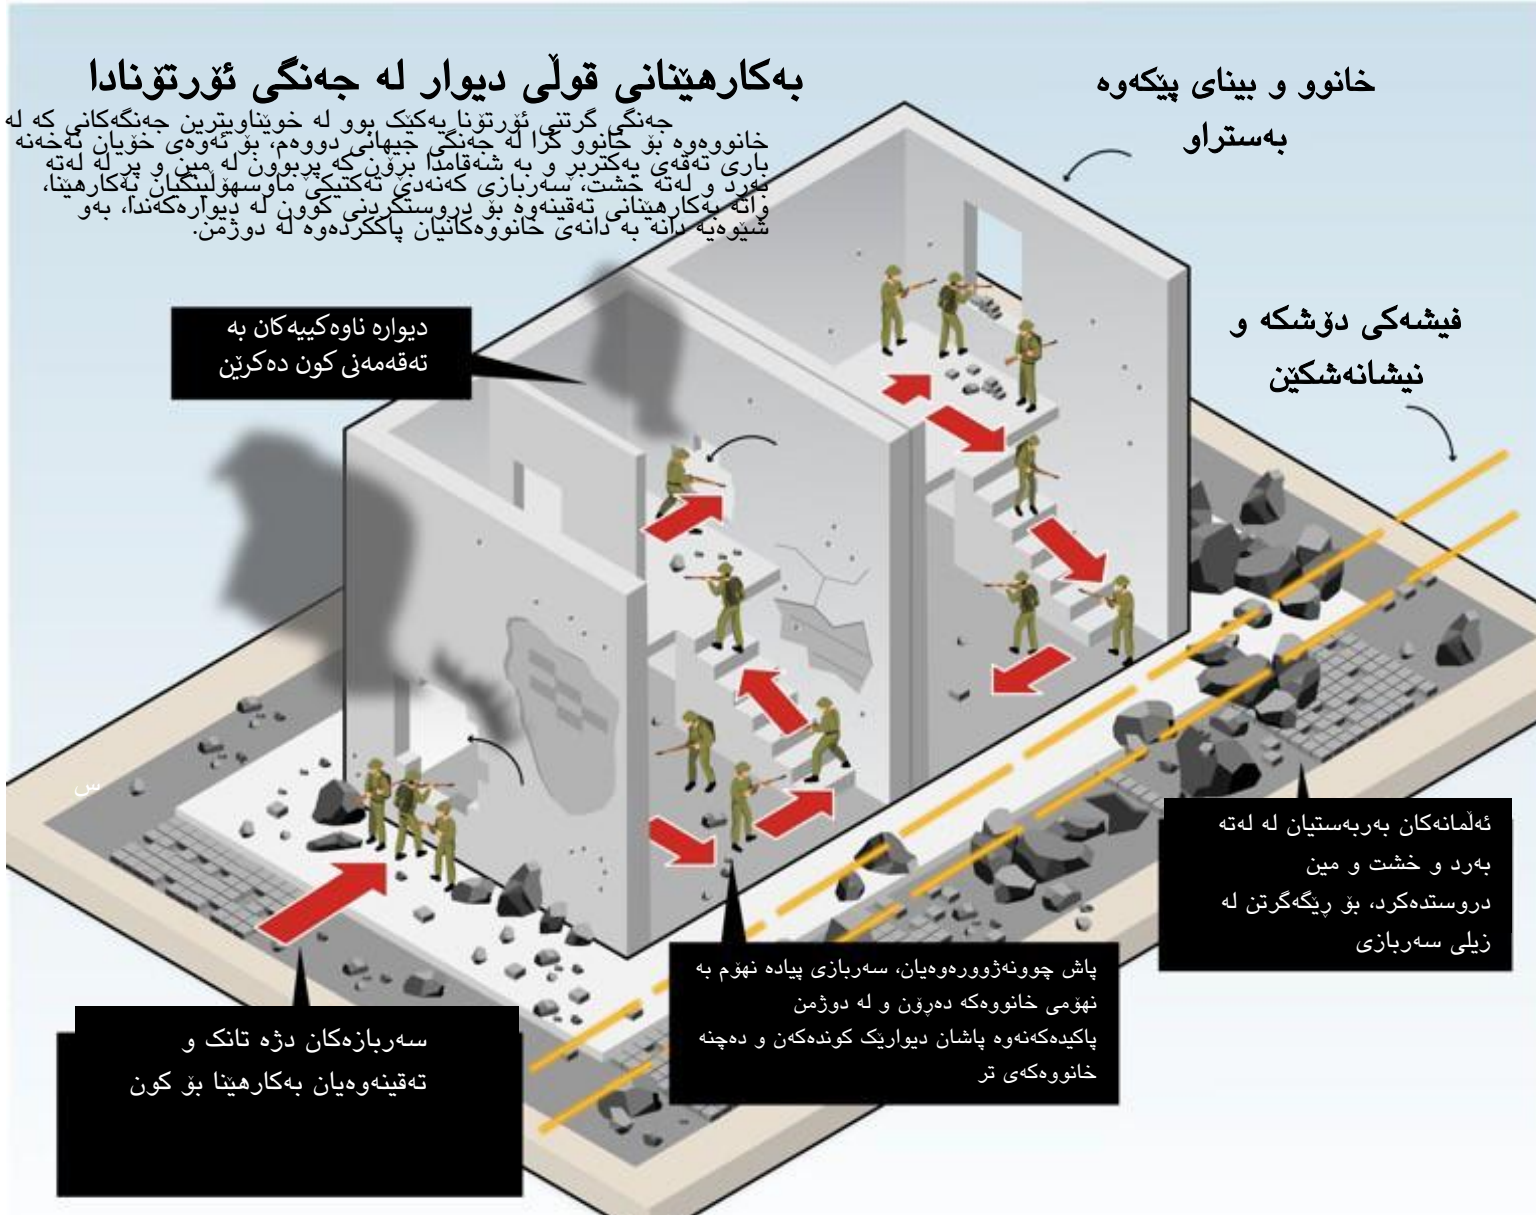 بەکارهێنانی قوڵی دیوار لە جەنگی ئۆرتۆنادا
جەنگی گرتنی ئۆرتۆنا یەکێک بوو لە خوێناویترین جەنگەکانی کە لە
خانووەوە بۆ خانوو کرا لە جەنگی جیهانی دووەم، بۆ ئەوەی خۆیان نەخەنە
باری تەقەی یەکتربڕ و بە شەقامدا بڕۆن کە پڕبوون لە مین و پڕ لە لەتە
بەرد و لەتە خشت، سەربازی کەنەدی تەکتیکی ماوسهۆڵینگیان بەکارهێنا،
واتە بەکارهێنانی تەقینەوە بۆ دروستکردنی کوون لە دیوارەکەندا، بەو
شێوەیە دانە بە دانەی خانووەکانیان پاککردەوە لە دوژمن.
خانوو و بینای پێکەوە
بەستراو
دیوارە ناوەکییەکان بە
تەقەمەنی کون دەکرێن
فیشەکی دۆشکە و
نیشانەشکێن
س
ئەڵمانەکان بەربەستیان لە لەتە
بەرد و خشت و مین
دروستدەکرد، بۆ ڕێگەگرتن لە
زیلی سەربازی
پاش چوونەژوورەوەیان، سەربازی پیادە نهۆم بە
نهۆمی خانووەکە دەڕۆن و لە دوژمن
پاکیدەکەنەوە پاشان دیوارێک کوندەکەن و دەچنە
خانووەکەی تر
سەربازەکان دژە تانک و
تەقینەوەیان بەکارهێنا بۆ کون